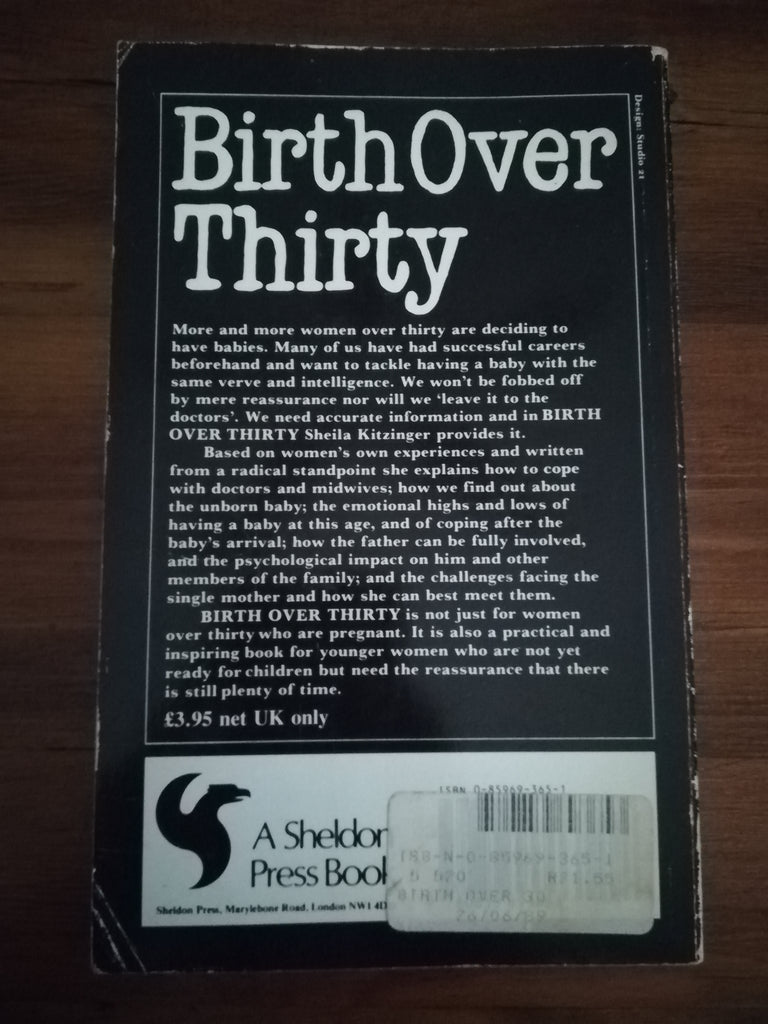 Birth Over
Thirty
Design: Studio 21
More and more women over thirty are deciding to
have babies. Many of us have had successful careers
beforehand and want to tackle having a baby with the
same verve and intelligence. We won't be fobbed off
by mere reassurance nor will we 'leave it to the
doctors'. We need accurate information and in BIRTH
OVER THIRTY Sheila Kitzinger provides it.
Based on women's own experiences and written
from a radical standpoint she explains how to cope
with doctors and midwives; how we find out about
the unborn baby; the emotional highs and lows of
having a baby at this age, and of coping after the
baby's arrival; how the father can be fully involved,
and the psychological impact on him and other
members of the family; and the challenges facing the
single mother and how she can best meet them.
BIRTH OVER THIRTY is not just for women
over thirty who are pregnant. It is also a practical and
inspiring book for younger women who are not yet
ready for children but need the reassurance that there
is still plenty of time.
£3.95 net UK only
ISBN 0-85969-365-1
A Sheldon
Press Book
Sheldon Press, Marylebone Road, London NW1 4D
ISB-N-0-85969-365-1
5 020 R21.55
BIRTH OVER 30
26/06/89